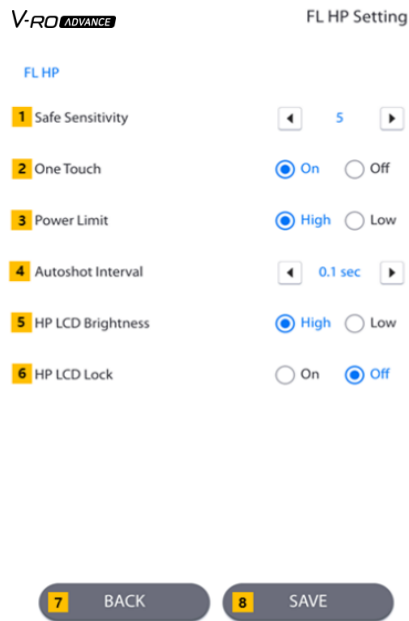 V-RO ADVANCE FL HP Setting
FL HP
1 Safe Sensitivity 5
2 One Touch On Off
3 Power Limit High Low
4 Autoshot Interval 0.1 sec
5 HP LCD Brightness High Low
6 HP LCD Lock On Off
7 BACK 8 SAVE